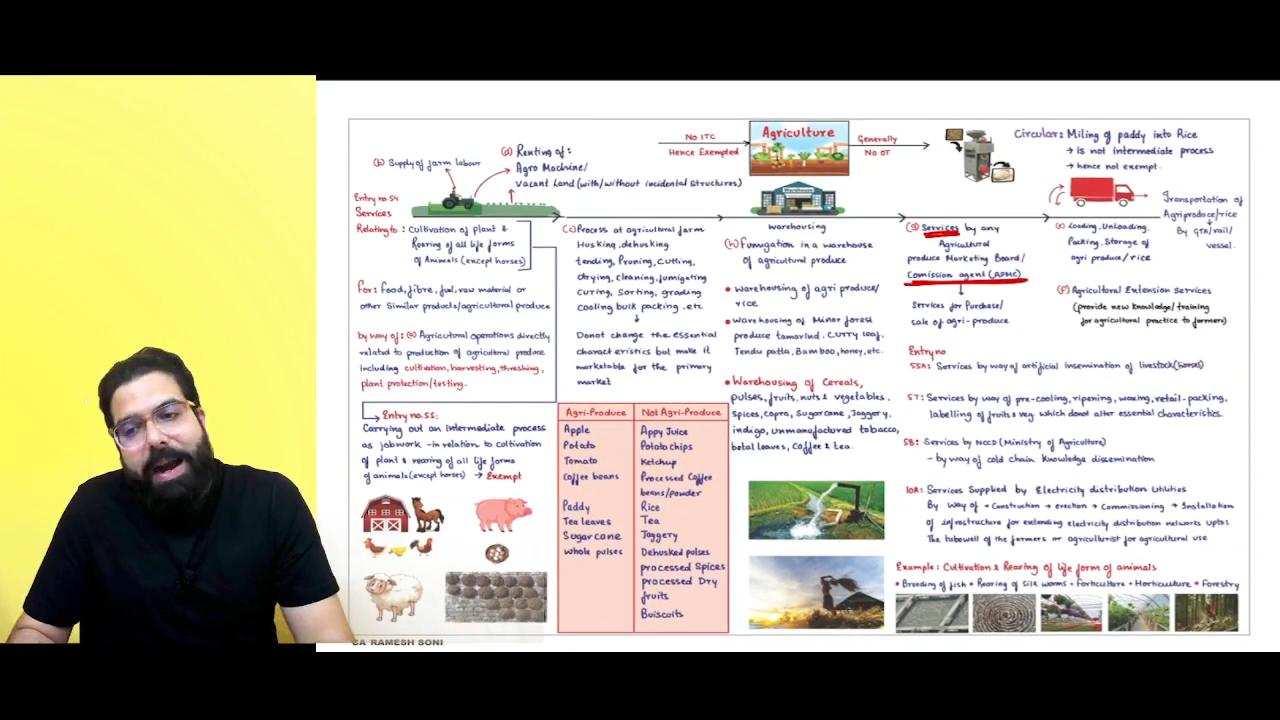 No ITC
Hence Exempted
Agriculture
Generally
No OT
Circular: Miling of paddy into Rice
→ is not intermediate process
→ hence not exempt.
(b) Supply of farm labour
(d) Renting of:
Agro Machine/
Vacant Land (with/without incidental structures)
Entry no.54
Services
Relating to: Cultivation of plant &
Rearing of all life forms
of Animals (except horses)
For: Food, fibre, fuel, raw material or
other Similar products/agricultural produce
by way of: (a) Agricultural operations directly
related to production of agricultural produce
including cultivation, harvesting, threshing,
plant protection/testing.
Entry no.55:
Carrying out an intermediate process
as jobwork -in relation to cultivation
of plant & rearing of all life forms
of animals (except horses) → Exempt
(c) Process at agricultural farm
Husking, dehusking
tending, Pruning, Cutting,
drying, cleaning, fumigating
Curing, Sorting, grading
Cooling bulk packing, etc
Donot change the essential
characteristics but make it
marketable for the primary
market
Agri-Produce Not Agri-Produce
Apple Appy Juice
Potato Potato chips
Tomato Ketchup
Coffee beans Processed Coffee
beans/powder
Paddy Rice
Tea leaves Tea
Sugar cane Jaggery
whole pulses Dehusked pulses
processed Spices
processed Dry
fruits
Buiscuits
Warehouse
warehousing
(h) Fumigation in a warehouse
of agricultural produce
• warehousing of agri produce/
rice
• warehousing of Minor forest
produce tamarind, curry leaf,
Tendu patta, Bamboo, honey, etc.
• Warehousing of Cereals,
pulses, fruits, nuts & vegetables.
Spices, copra, Sugarcane, Jaggery.
indigo, unmanufactured tobacco,
betal leaves, Coffee & tea.
(g) Services by any
Agricultural
produce Marketing Board/
Comission agent (APMC)
Services for Purchase/
sale of agri-produce
(e) Loading, Unloading,
Packing, Storage of
agri produce/rice
Transportation of
Agriproduce/rice
By GTA/rail/
vessel.
(F) Agricultural Extension Services
(provide new knowledge/training
for agricultural practice to farmers)
Entry no
55A: Services by way of artificial insemenation of livestock (horses)
57: Services by way of pre-cooling, ripening, waxing, retail-packing,
labelling of fruits & veg. which donot alter essential characteristics.
58: Services by NCCD (Ministry of Agriculture)
- by way of cold chain Knowledge dissemenation
10A: Services Supplied by Electricity distribution Utilities
By way of → Construction → erection → Commissioning → Installation
of infrastructure for extending electricity distribution networks Upto:
The tubewell of the farmers or agriculturist for agricultural use
Example: Cultivation & Rearing of life form of animals
• Breeding of fish • Rearing of silk worms • Horticulture • Forestry
CA RAMESH SONI